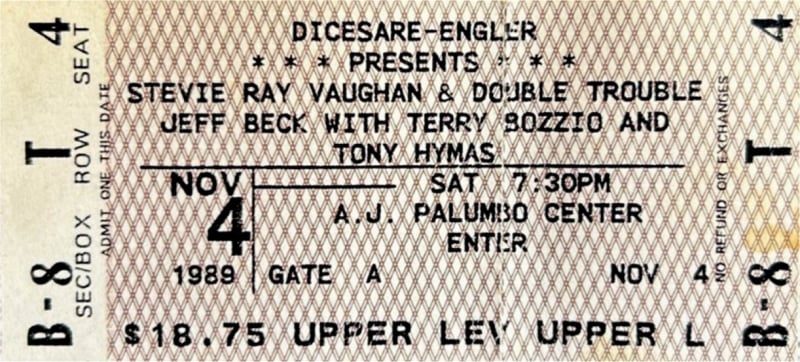 SEAT 4
ROW T
SEC/BOX B-8
ADMIT ONE THIS DATE
DICESARE-ENGLER
* * * PRESENTS * * *
STEVIE RAY VAUGHAN & DOUBLE TROUBLE
JEFF BECK WITH TERRY BOZZIO AND
TONY HYMAS
NOV SAT 7:30PM
4 A.J. PALUMBO CENTER
ENTER
1989 GATE A NOV 4
$18.75 UPPER LEV UPPER L
NO REFUND OR EXCHANGES
4
T
B-8